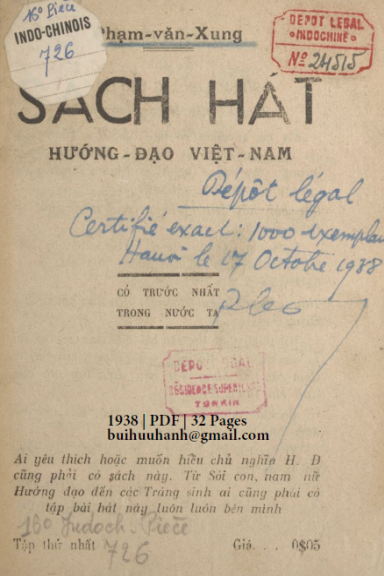 16º Pièce
INDO-CHINOIS
726
Phạm-văn-Xung
DEPOT LEGAL
INDOCHINE
Nº 24515
SÁCH HÁT
HƯỚNG-ĐẠO VIỆT-NAM
Dépôt légal
Certifié exact: 1000 exemplai
Hanoi le 17 Octobre 1938
CÓ TRƯỚC NHẤT
TRONG NƯỚC TA
DEPOT LEGAL
RÉSIDENCE SUPÉRIEURE
TONKIN
1938 | PDF | 32 Pages
buihuuhanh@gmail.com
Ai yêu thích hoặc muốn hiểu chủ nghĩa H. Đ
cũng phải có sách này. Từ Sói con, nam nữ
Hướng đạo đến các Tráng sinh ai cũng phải có
tập bài hát này luôn luôn bên mình
16º Indoch. Pièce
726
Tập thứ nhất
Giá. . . 0$05